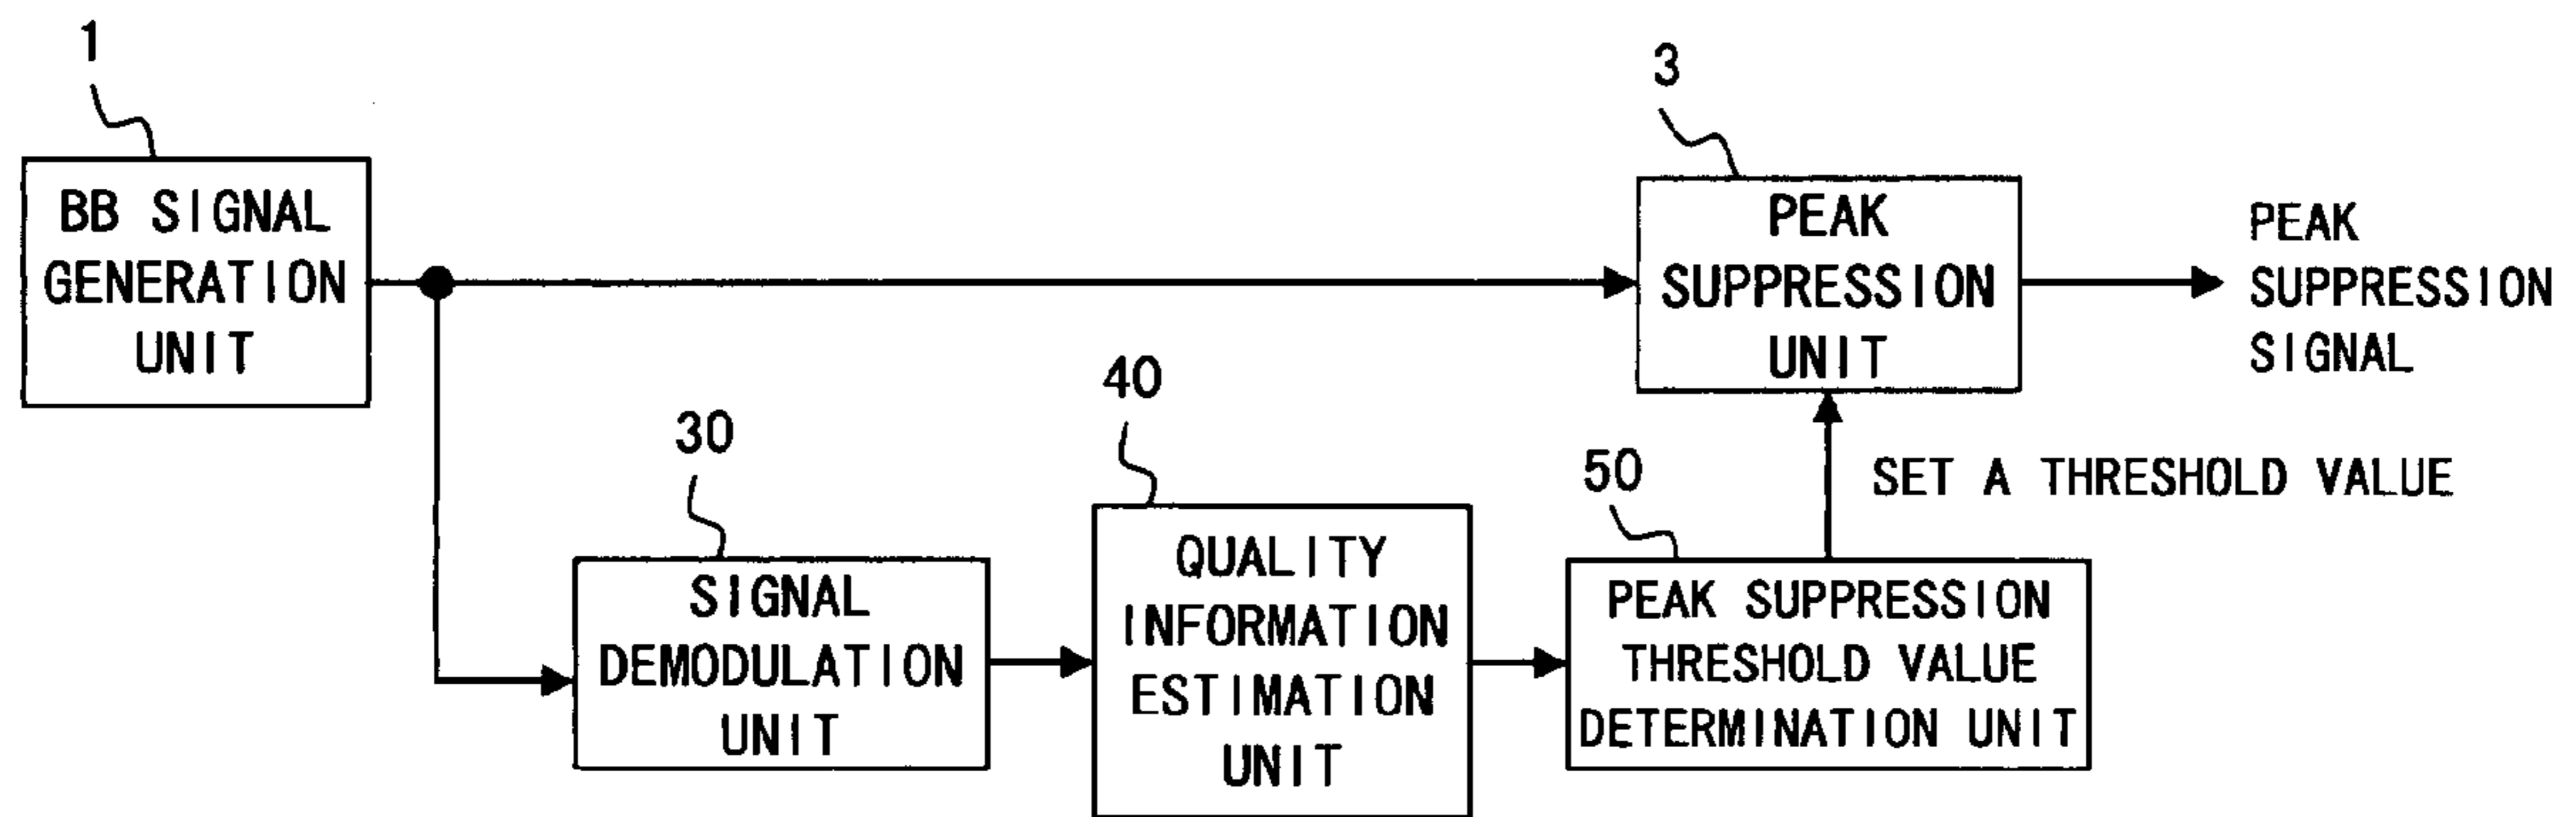 1
BB SIGNAL
GENERATION
UNIT
3
PEAK
SUPPRESSION
UNIT
PEAK
SUPPRESSION
SIGNAL
30
SIGNAL
DEMODULATION
UNIT
40
QUALITY
INFORMATION
ESTIMATION
UNIT
50
SET A THRESHOLD VALUE
PEAK SUPPRESSION
THRESHOLD VALUE
DETERMINATION UNIT